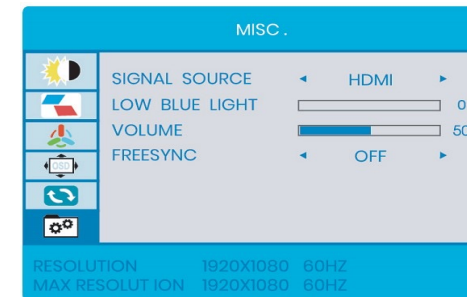 MISC.
SIGNAL SOURCE ◄ HDMI ►
LOW BLUE LIGHT 0
VOLUME 50
FREESYNC ◄ OFF ►
OSD
RESOLUTION 1920X1080 60HZ
MAX RESOLUT ION 1920X1080 60HZ